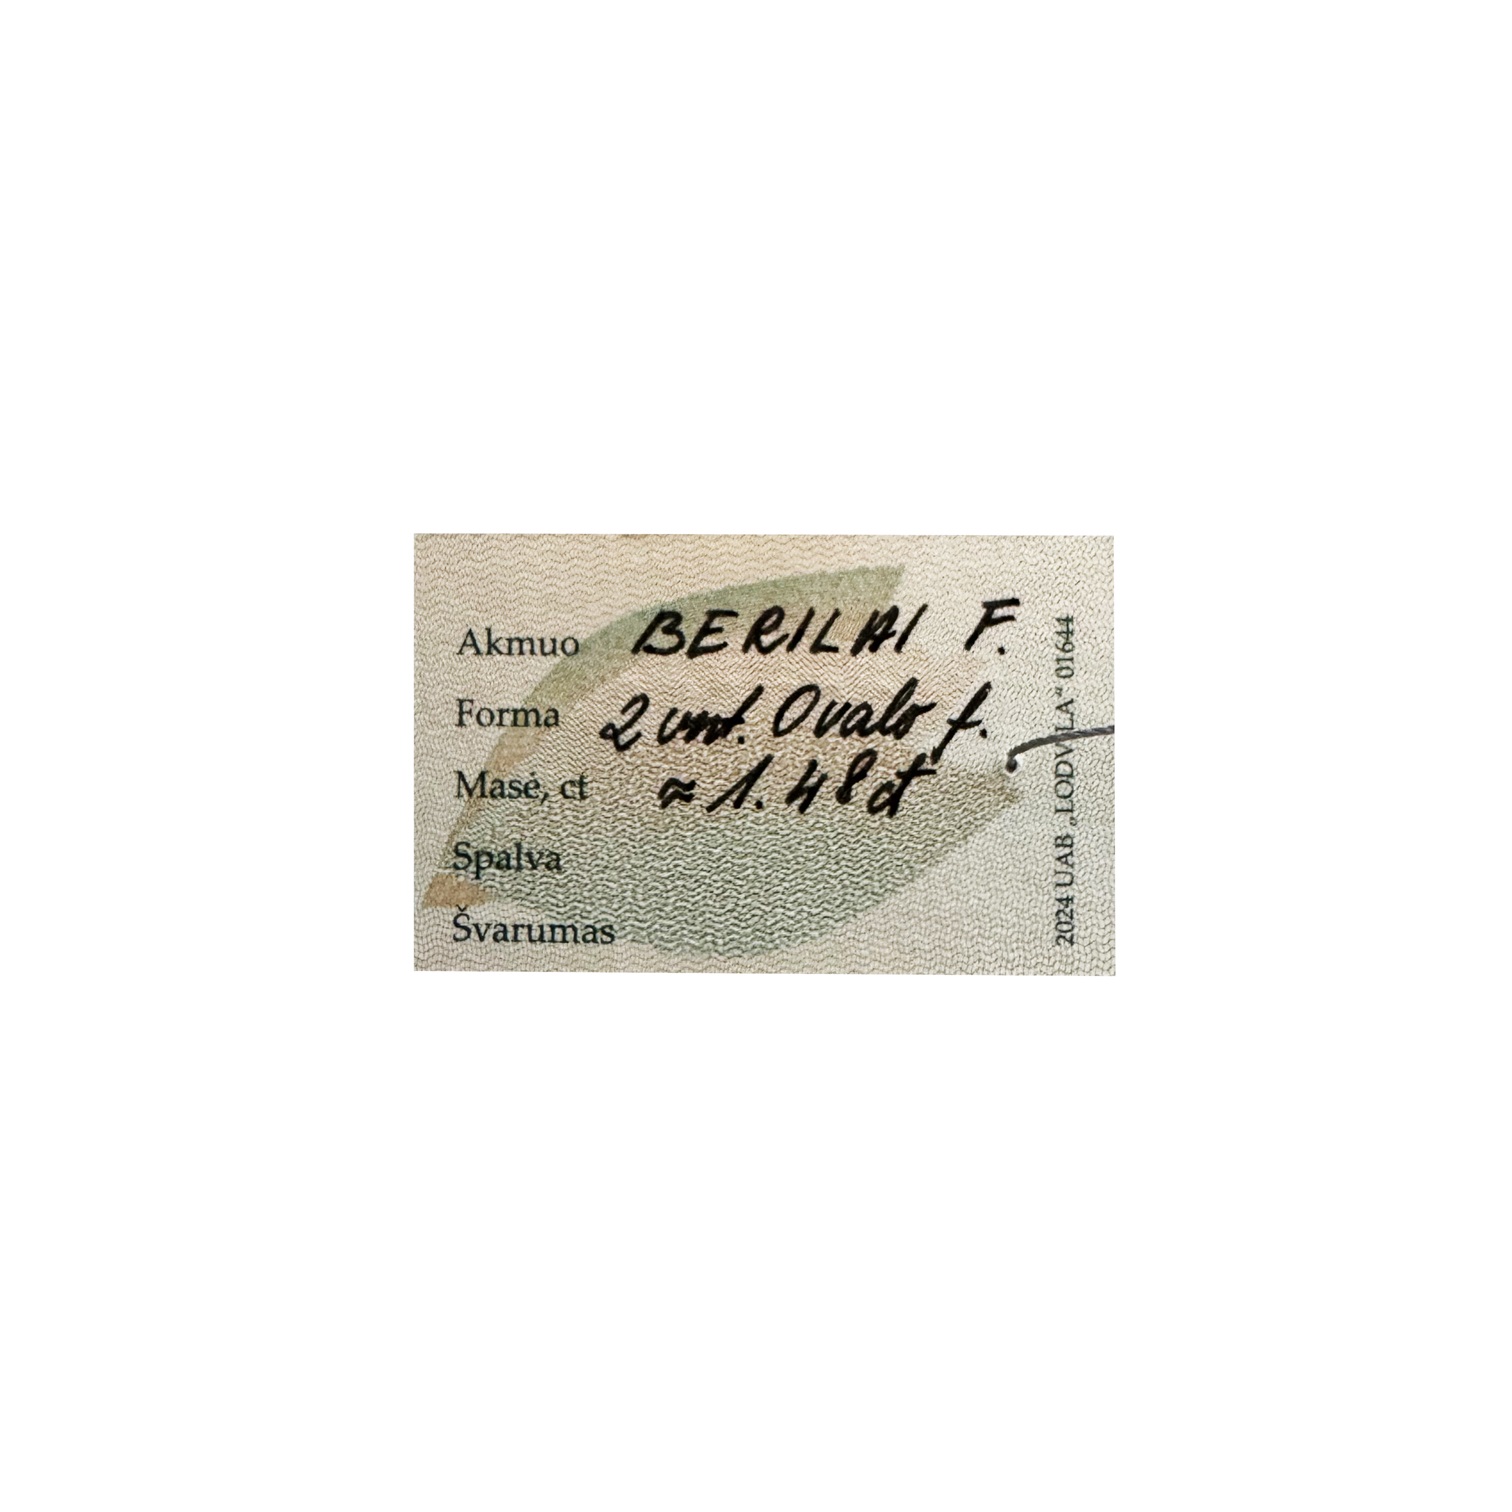 Akmuo BERILAI F.
Forma 2 vnt. Ovalo f.
Masė, ct ≈ 1.48 ct
Spalva
Švarumas
2024 UAB „LODVILA“ 01644